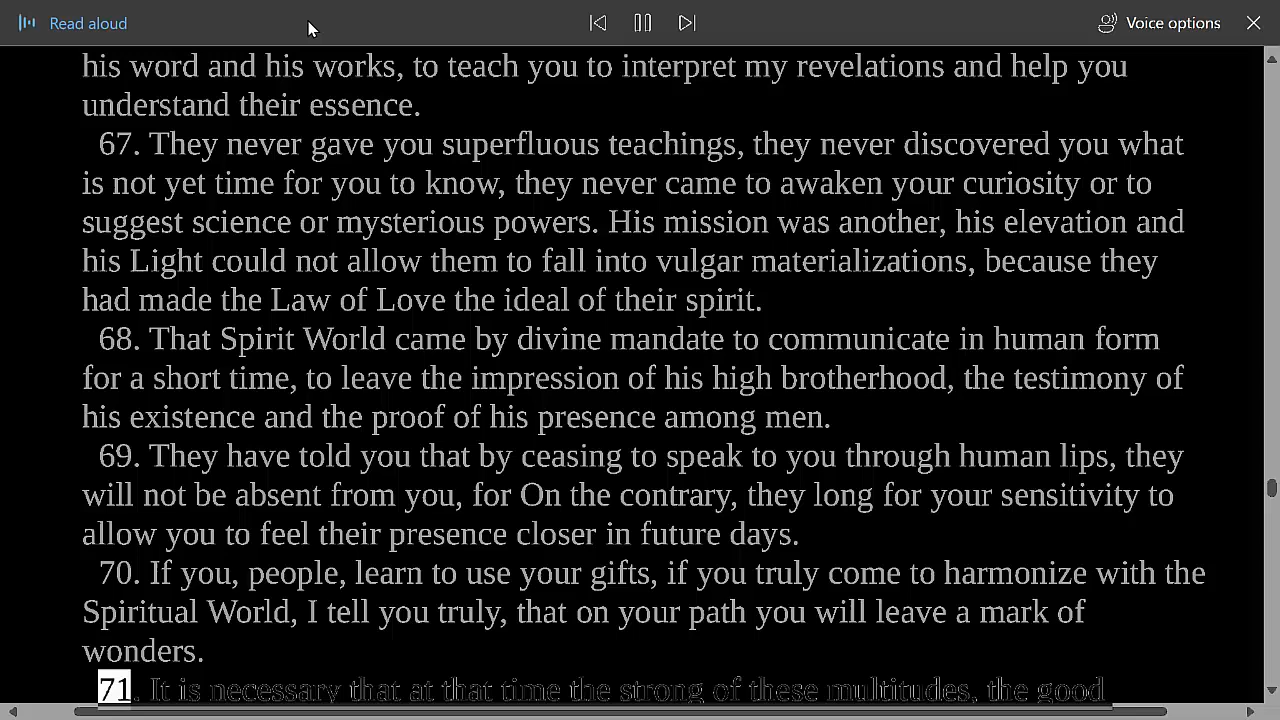 Read aloud
Voice options
his word and his works, to teach you to interpret my revelations and help you
understand their essence.
67. They never gave you superfluous teachings, they never discovered you what
is not yet time for you to know, they never came to awaken your curiosity or to
suggest science or mysterious powers. His mission was another, his elevation and
his Light could not allow them to fall into vulgar materializations, because they
had made the Law of Love the ideal of their spirit.
68. That Spirit World came by divine mandate to communicate in human form
for a short time, to leave the impression of his high brotherhood, the testimony of
his existence and the proof of his presence among men.
69. They have told you that by ceasing to speak to you through human lips, they
will not be absent from you, for On the contrary, they long for your sensitivity to
allow you to feel their presence closer in future days.
70. If you, people, learn to use your gifts, if you truly come to harmonize with the
Spiritual World, I tell you truly, that on your path you will leave a mark of
wonders.
71. It is necessary that at that time the strong of these multitudes, the good